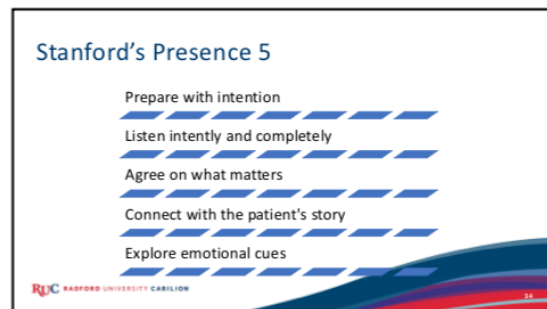 Stanford's Presence 5
Prepare with intention
Listen intently and completely
Agree on what matters
Connect with the patient's story
Explore emotional cues
RUC RADFORD UNIVERSITY CARILION
34